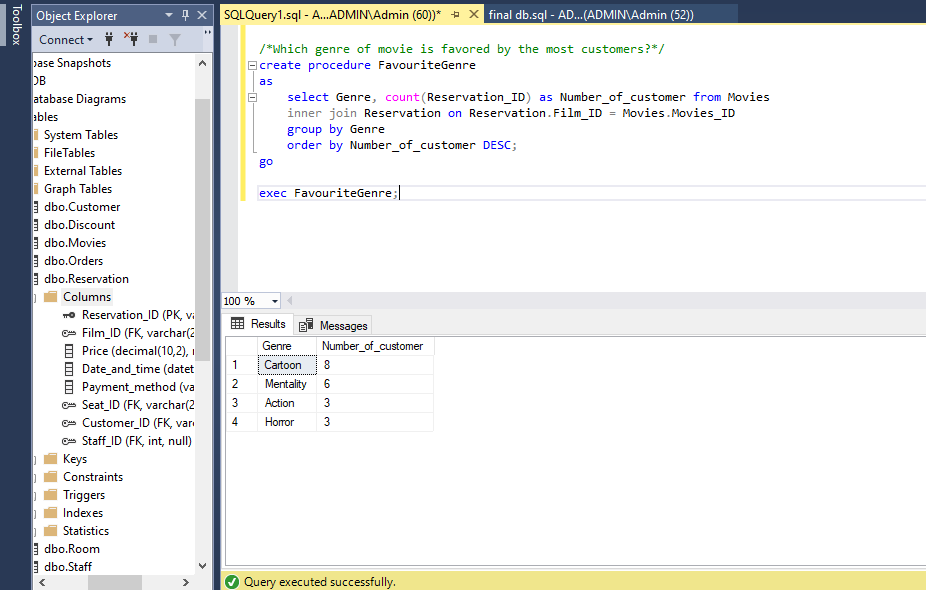 Toolbox
Object Explorer
Connect
base Snapshots
DB
atabase Diagrams
ables
System Tables
FileTables
External Tables
Graph Tables
dbo.Customer
dbo.Discount
dbo.Movies
dbo.Orders
dbo.Reservation
Columns
Reservation_ID (PK, va
Film_ID (FK, varchar(2
Price (decimal(10,2), n
Date_and_time (datet
Payment_method (va
Seat_ID (FK, varchar(2
Customer_ID (FK, varc
Staff_ID (FK, int, null)
Keys
Constraints
Triggers
Indexes
Statistics
dbo.Room
dbo.Staff
SQLQuery1.sql - A...ADMIN\Admin (60))*
final db.sql - AD...(ADMIN\Admin (52))
/*Which genre of movie is favored by the most customers?*/
create procedure FavouriteGenre
as
select Genre, count(Reservation_ID) as Number_of_customer from Movies
inner join Reservation on Reservation.Film_ID = Movies.Movies_ID
group by Genre
order by Number_of_customer DESC;
go
exec FavouriteGenre;
100 %
Results Messages
Genre Number_of_customer
1 Cartoon 8
2 Mentality 6
3 Action 3
4 Horror 3
Query executed successfully.